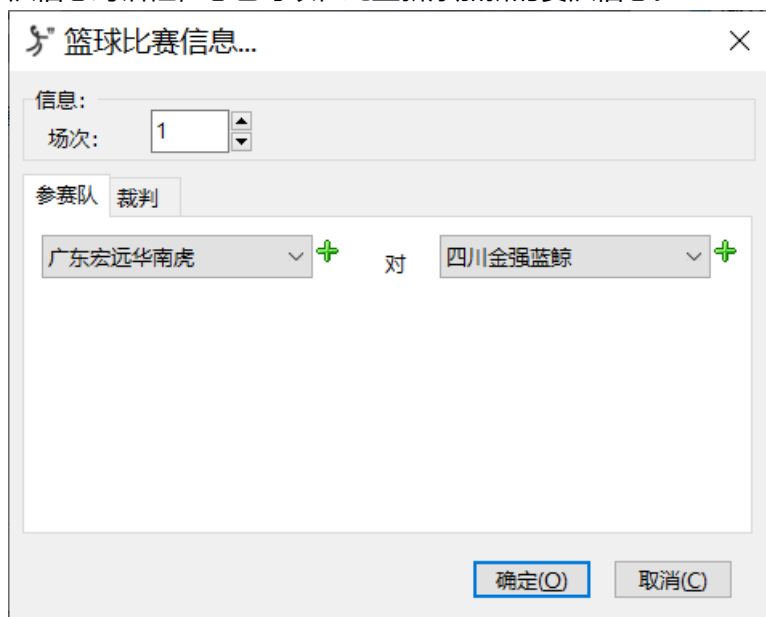 篮球比赛信息...
信息:
场次: 1
参赛队 裁判
广东宏远华南虎 对 四川金强蓝鲸
确定(O) 取消(C)